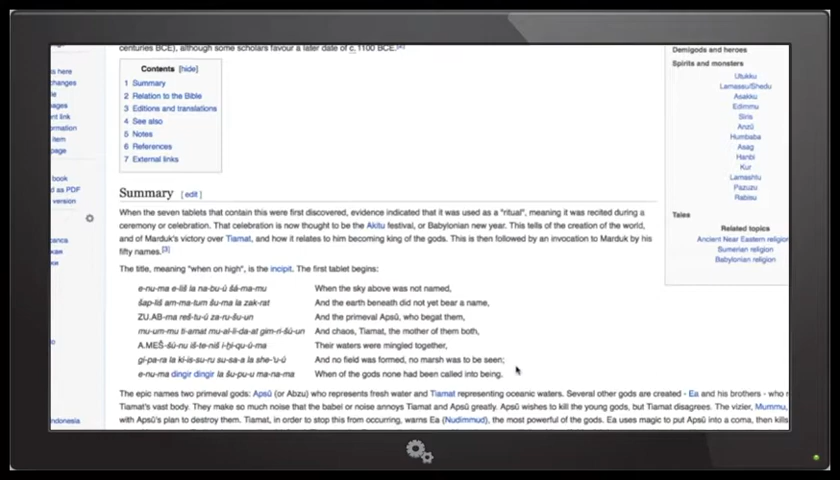 centuries BCE), although some scholars favour a later date of c. 1100 BCE.[2]
Contents [hide]
1 Summary
2 Relation to the Bible
3 Editions and translations
4 See also
5 Notes
6 References
7 External links
s here
changes
ages
nt link
ormation
item
page
book
d as PDF
version
ndonesia
Summary [ edit ]
When the seven tablets that contain this were first discovered, evidence indicated that it was used as a "ritual", meaning it was recited during a
ceremony or celebration. That celebration is now thought to be the Akitu festival, or Babylonian new year. This tells of the creation of the world,
and of Marduk's victory over Tiamat, and how it relates to him becoming king of the gods. This is then followed by an invocation to Marduk by his
fifty names.[3]
The title, meaning "when on high", is the incipit. The first tablet begins:
e-nu-ma e-liš la na-bu-ú šá-ma-mu When the sky above was not named,
šap-liš am-ma-tum šu-ma la zak-rat And the earth beneath did not yet bear a name,
ZU.AB-ma reš-tu-ú za-ru-šu-un And the primeval Apsû, who begat them,
mu-um-mu ti-amat mu-al-li-da-at gim-ri-šú-un And chaos, Tiamat, the mother of them both,
A.MEŠ-šú-nu iš-te-niš i-ḫi-qu-ú-ma Their waters were mingled together,
gi-pa-ra la ki-is-su-ru su-sa-a la she-'u-ú And no field was formed, no marsh was to be seen;
e-nu-ma dingir dingir la šu-pu-u ma-na-ma When of the gods none had been called into being.
The epic names two primeval gods: Apsû (or Abzu) who represents fresh water and Tiamat representing oceanic waters. Several other gods are created - Ea and his brothers - who r
Tiamat's vast body. They make so much noise that the babel or noise annoys Tiamat and Apsû greatly. Apsû wishes to kill the young gods, but Tiamat disagrees. The vizier, Mummu,
with Apsû's plan to destroy them. Tiamat, in order to stop this from occurring, warns Ea (Nudimmud), the most powerful of the gods. Ea uses magic to put Apsû into a coma, then kills
Demigods and heroes
Spirits and monsters
Utukku
Lamassu/Shedu
Asakku
Edimmu
Siris
Anzû
Humbaba
Asag
Hanbi
Kur
Lamashtu
Pazuzu
Rabisu
Tales
Related topics
Ancient Near Eastern religion
Sumerian religion
Babylonian religion